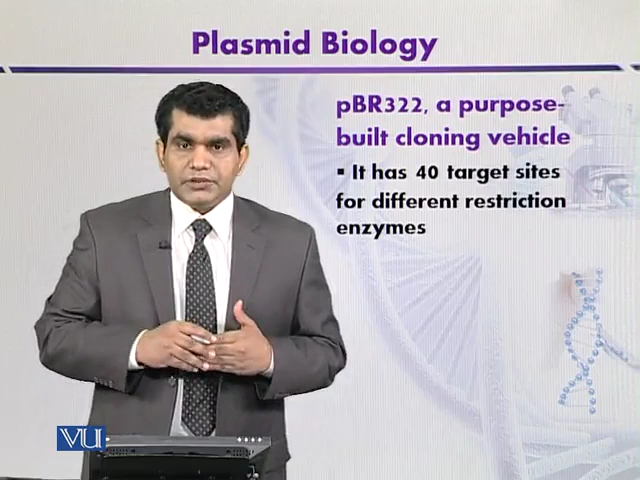 Plasmid Biology
pBR322, a purpose-
built cloning vehicle
▪ It has 40 target sites
for different restriction
enzymes
VU